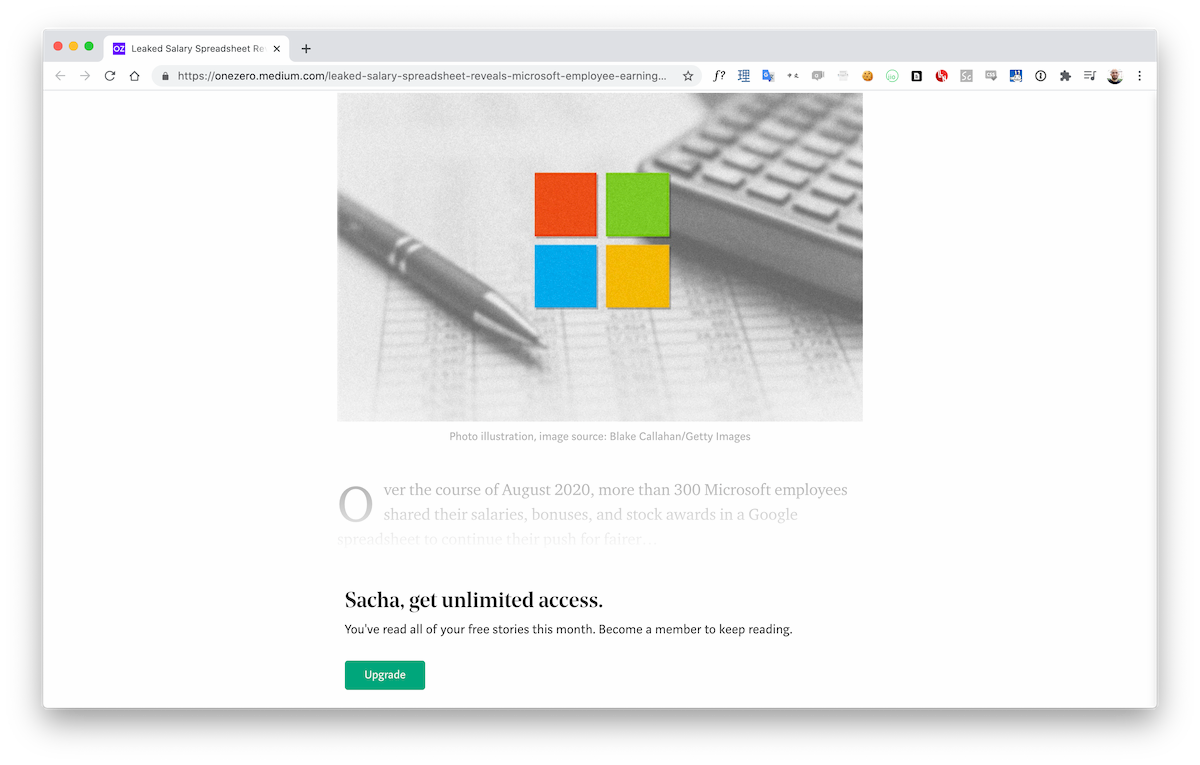 OZ
Leaked Salary Spreadsheet Re
https://onezero.medium.com/leaked-salary-spreadsheet-reveals-microsoft-employee-earning...
Photo illustration, image source: Blake Callahan/Getty Images
Over the course of August 2020, more than 300 Microsoft employees
shared their salaries, bonuses, and stock awards in a Google
spreadsheet to continue their push for fairer…
Sacha, get unlimited access.
You've read all of your free stories this month. Become a member to keep reading.
Upgrade